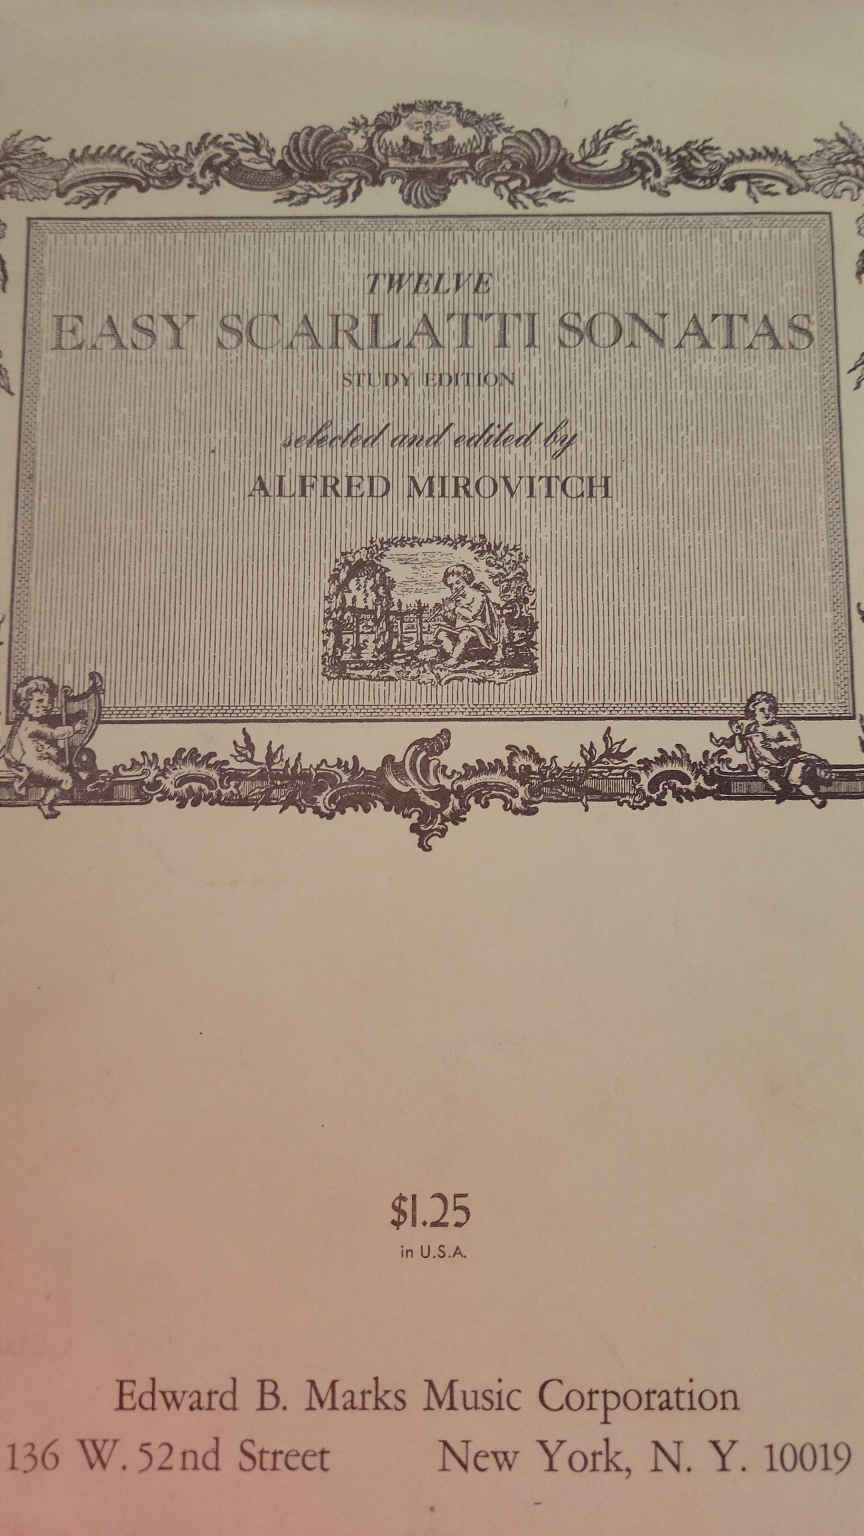 TWELVE
EASY SCARLATTI SONATAS
STUDY EDITION
selected and edited by
ALFRED MIROVITCH
$1.25
in U.S.A.
Edward B. Marks Music Corporation
136 W. 52nd Street New York, N. Y. 10019